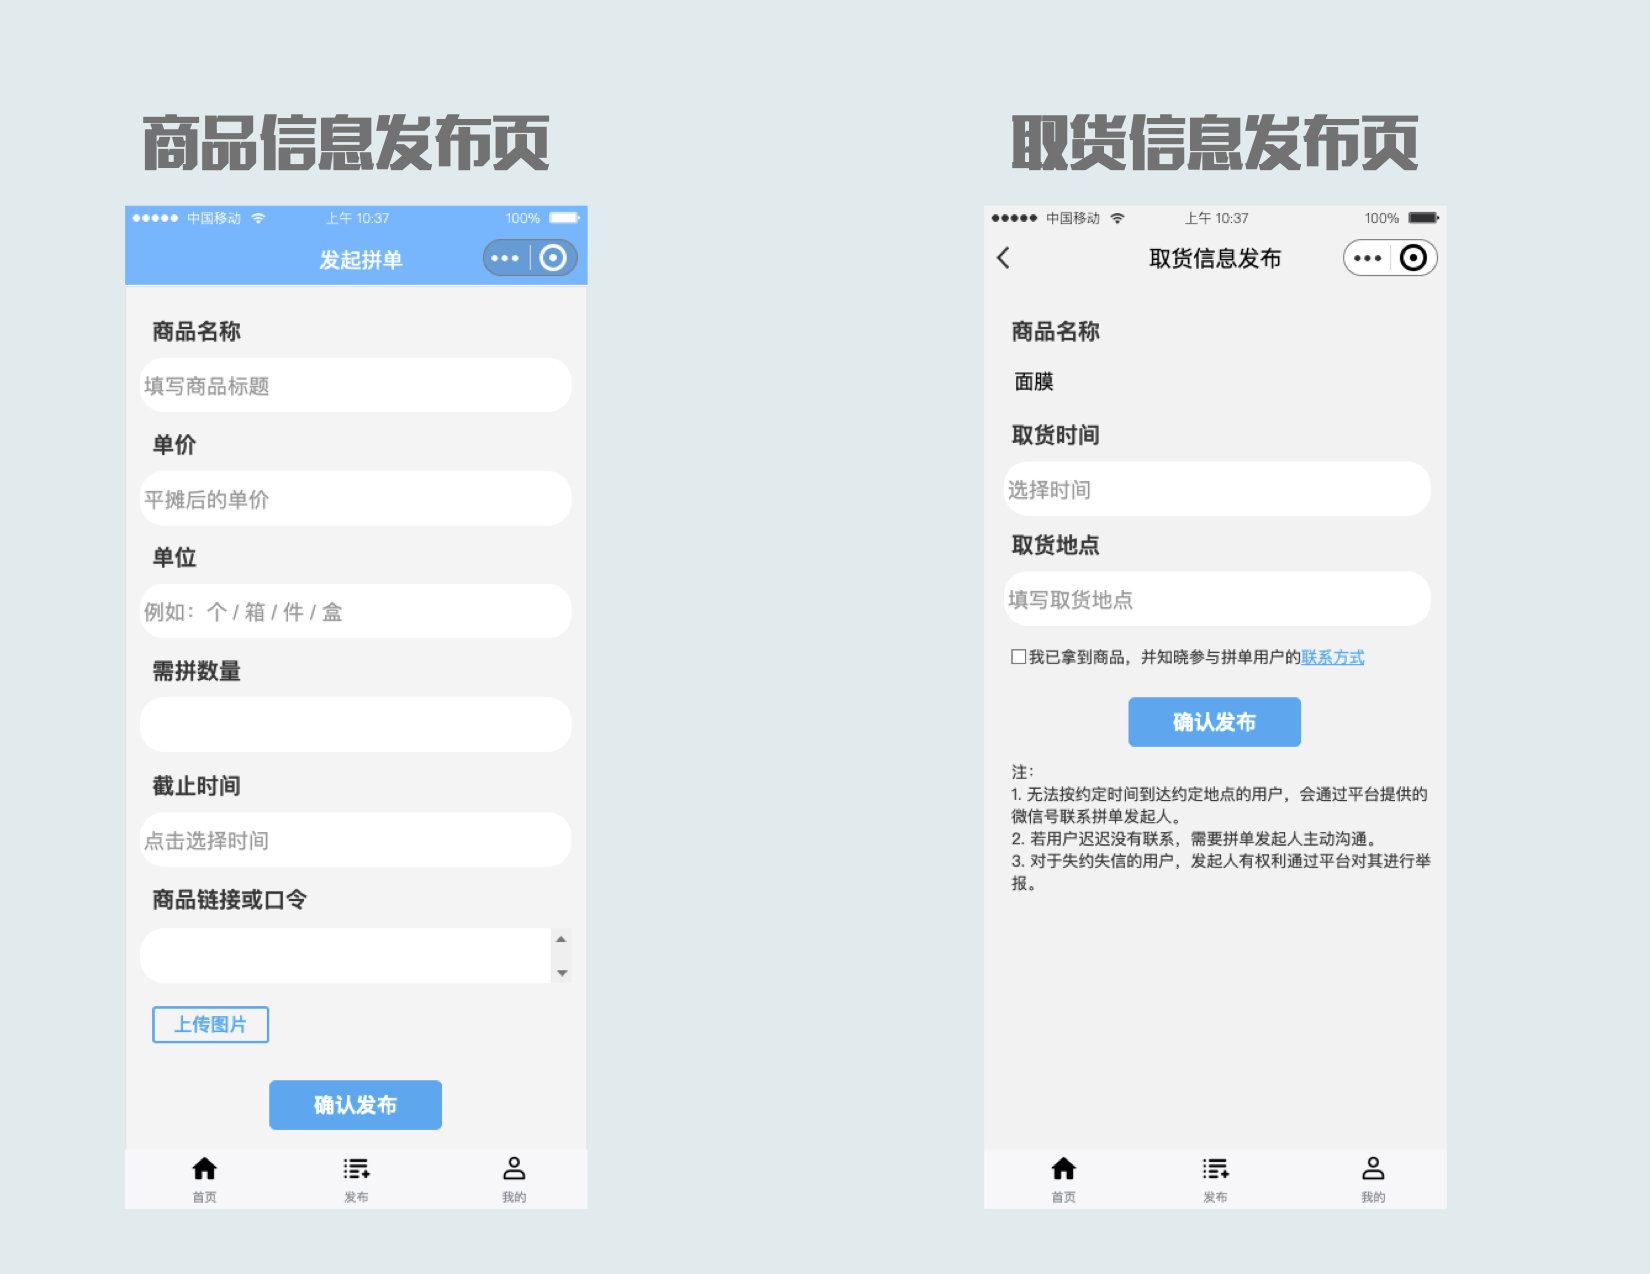 商品信息发布页
中国移动 上午 10:37 100%
发起拼单
商品名称
填写商品标题
单价
平摊后的单价
单位
例如：个 / 箱 / 件 / 盒
需拼数量
截止时间
点击选择时间
商品链接或口令
上传图片
确认发布
首页 发布 我的
取货信息发布页
中国移动 上午 10:37 100%
取货信息发布
商品名称
面膜
取货时间
选择时间
取货地点
填写取货地点
我已拿到商品，并知晓参与拼单用户的联系方式
确认发布
注：
1. 无法按约定时间到达约定地点的用户，会通过平台提供的
微信号联系拼单发起人。
2. 若用户迟迟没有联系，需要拼单发起人主动沟通。
3. 对于失约失信的用户，发起人有权利通过平台对其进行举
报。
首页 发布 我的